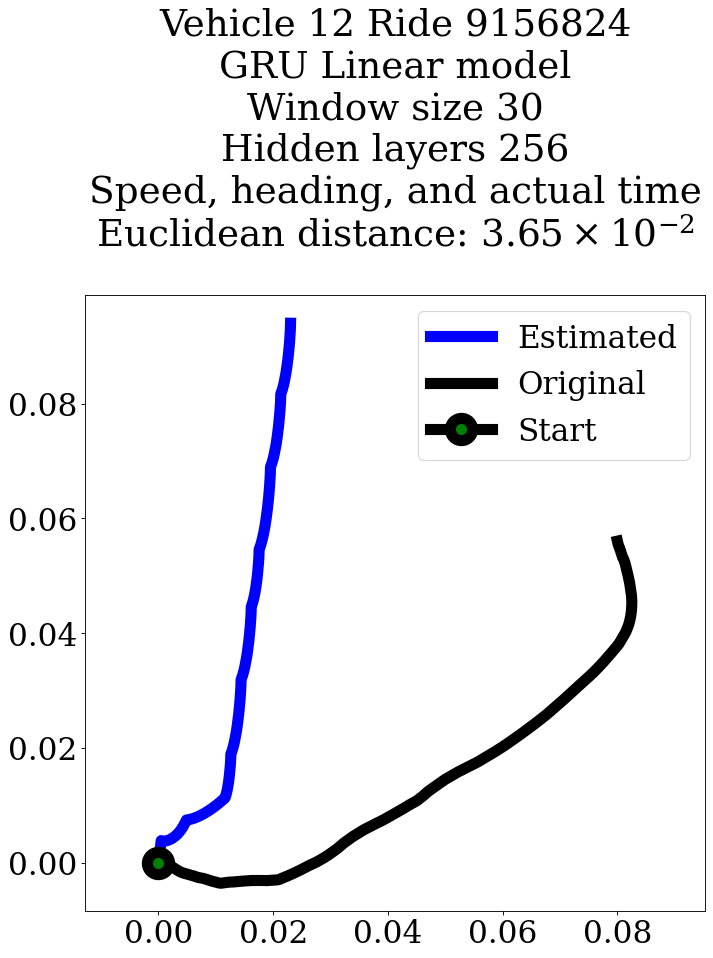 Vehicle 12 Ride 9156824
GRU Linear model
Window size 30
Hidden layers 256
Speed, heading, and actual time
Euclidean distance: 3.65 × 10⁻²
Estimated
Original
Start
0.08
0.06
0.04
0.02
0.00
0.00 0.02 0.04 0.06 0.08